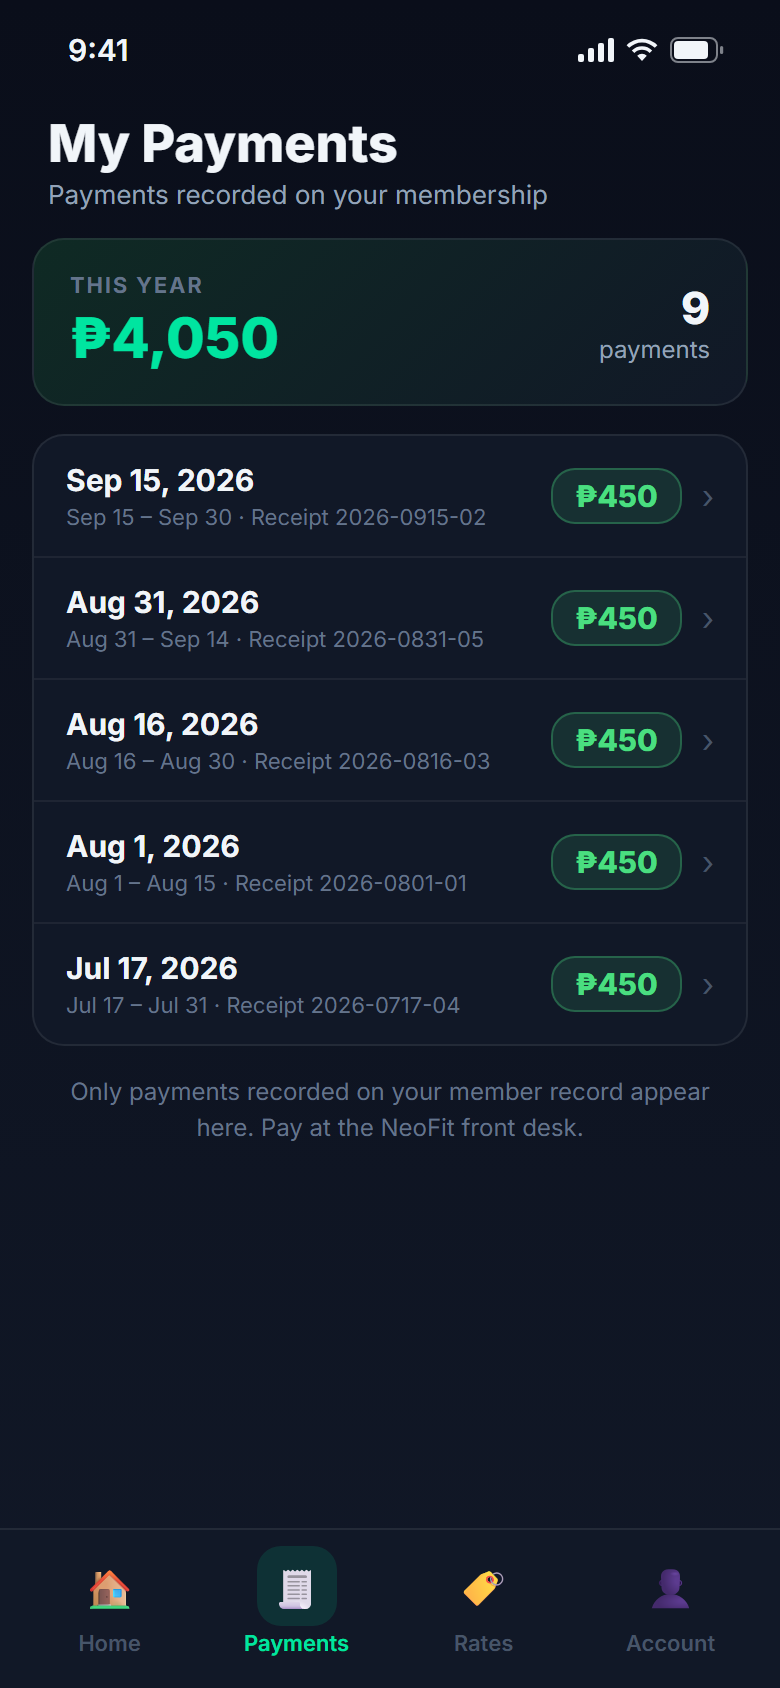 9:41
My Payments
Payments recorded on your membership
THIS YEAR
₱4,050
9
payments
Sep 15, 2026
Sep 15 – Sep 30 · Receipt 2026-0915-02
₱450
Aug 31, 2026
Aug 31 – Sep 14 · Receipt 2026-0831-05
₱450
Aug 16, 2026
Aug 16 – Aug 30 · Receipt 2026-0816-03
₱450
Aug 1, 2026
Aug 1 – Aug 15 · Receipt 2026-0801-01
₱450
Jul 17, 2026
Jul 17 – Jul 31 · Receipt 2026-0717-04
₱450
Only payments recorded on your member record appear
here. Pay at the NeoFit front desk.
Home
Payments
Rates
Account